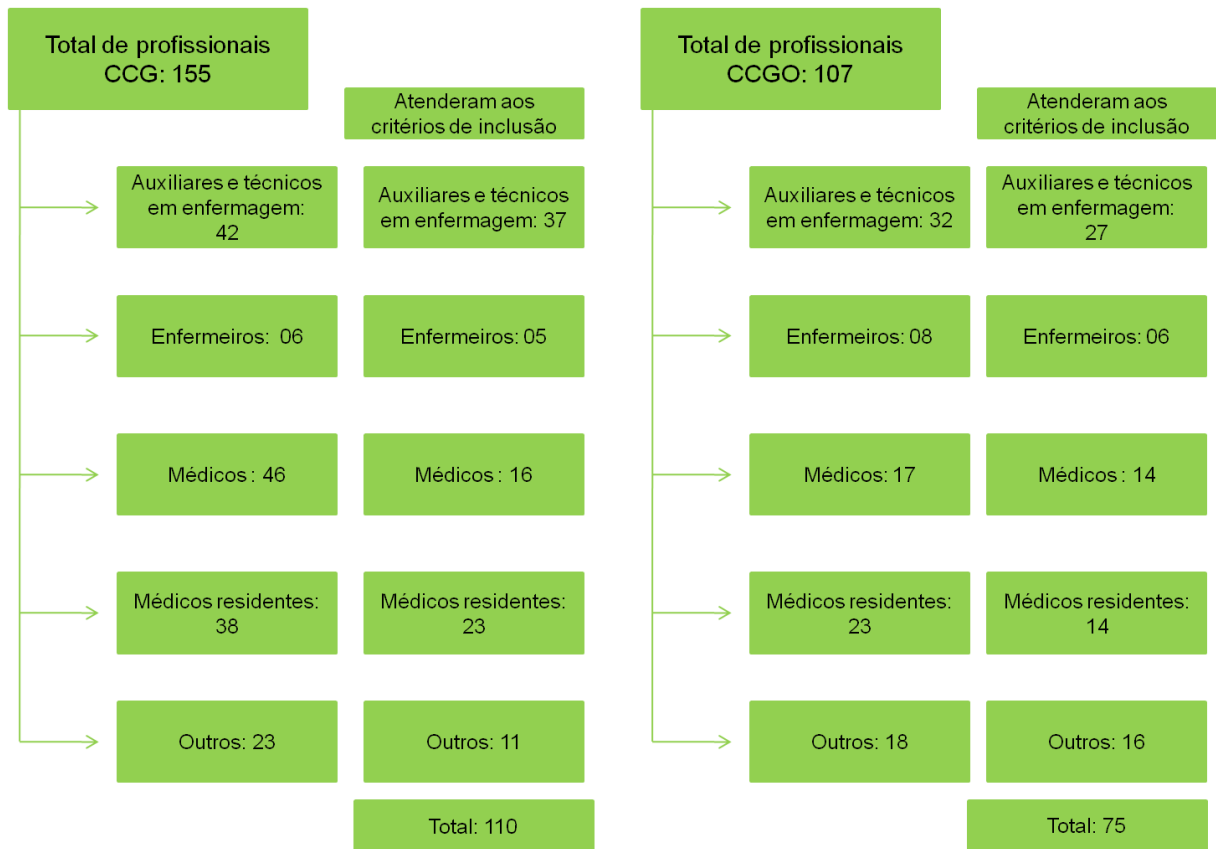 Total de profissionais
CCG: 155
Atenderam aos
critérios de inclusão
Auxiliares e técnicos
em enfermagem:
42
Auxiliares e técnicos
em enfermagem: 37
Enfermeiros: 06
Enfermeiros: 05
Médicos : 46
Médicos : 16
Médicos residentes:
38
Médicos residentes:
23
Outros: 23
Outros: 11
Total: 110
Total de profissionais
CCGO: 107
Atenderam aos
critérios de inclusão
Auxiliares e técnicos
em enfermagem: 32
Auxiliares e técnicos
em enfermagem:
27
Enfermeiros: 08
Enfermeiros: 06
Médicos: 17
Médicos : 14
Médicos residentes:
23
Médicos residentes:
14
Outros: 18
Outros: 16
Total: 75